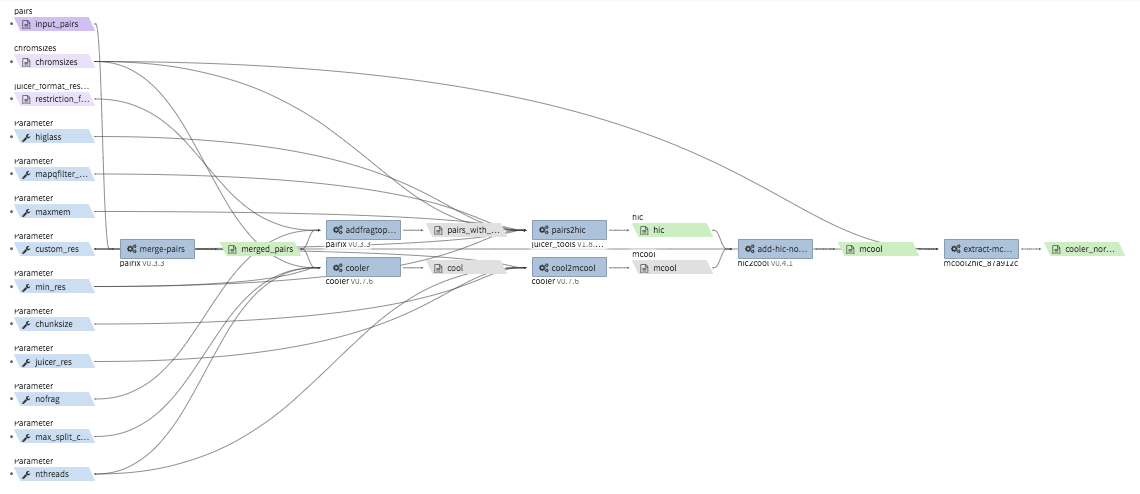 pairs
input_pairs
chromsizes
chromsizes
juicer_format_res...
restriction_f...
Parameter
higlass
Parameter
mapqfilter_...
Parameter
maxmem
Parameter
custom_res
Parameter
min_res
Parameter
chunksize
Parameter
juicer_res
Parameter
nofrag
Parameter
max_split_c...
Parameter
nthreads
merge-pairs
pairix v0.3.3
merged_pairs
addfragtop...
pairix v0.3.3
cooler
cooler v0.7.6
pairs_with_...
cool
pairs2hic
juicer_tools v1.8....
cool2mcool
cooler v0.7.6
hic
hic
mcool
mcool
add-hic-no...
hic2cool v0.4.1
mcool
extract-mc...
mcool2hic_87a912c
cooler_nor...